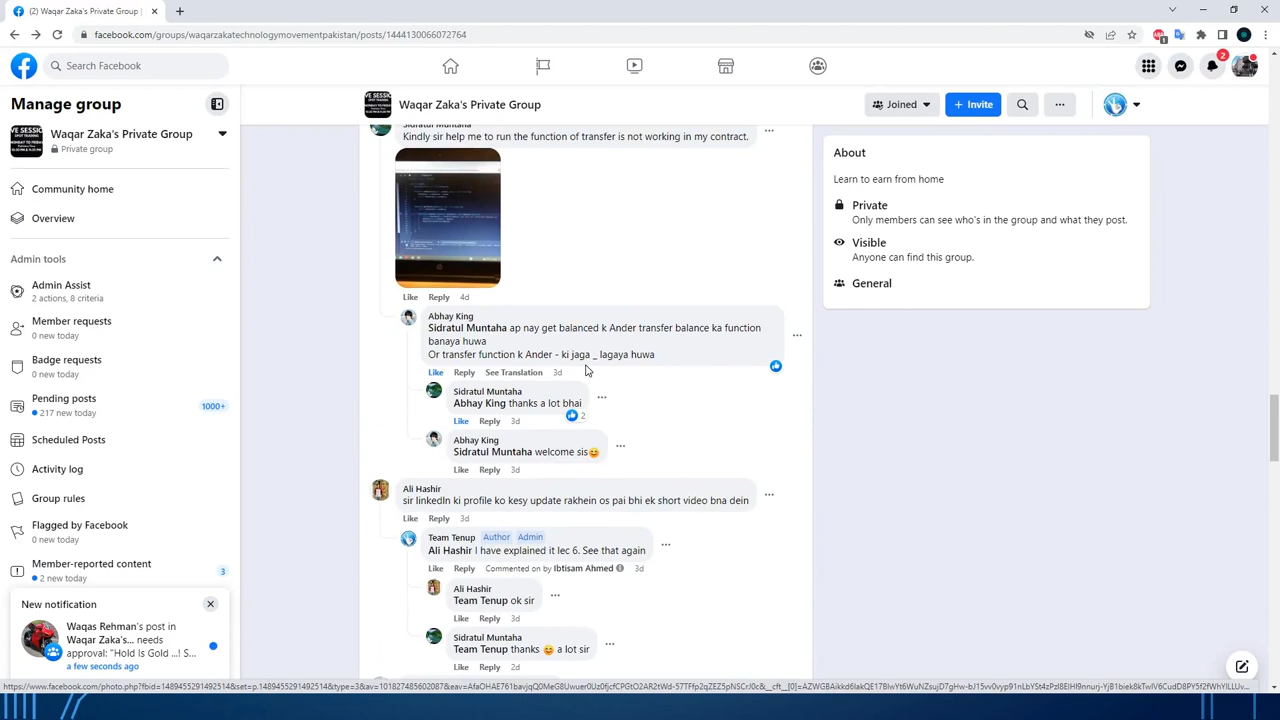 (2) Waqar Zaka's Private Group
facebook.com/groups/waqarzakatechnologymovementpakistan/posts/1444130066072764
Search Facebook
2
Manage group
Waqar Zaka's Private Group
Private group
Community home
Overview
Admin tools
Admin Assist
2 actions, 8 criteria
Member requests
0 new today
Badge requests
0 new today
Pending posts
217 new today
1000+
Scheduled Posts
Activity log
Group rules
Flagged by Facebook
0 new today
Member-reported content
2 new today
3
New notification
Waqas Rehman's post in
Waqar Zaka's... needs
approval: "Hold Is Gold ...! S...
a few seconds ago
Waqar Zaka's Private Group
Joined
+ Invite
Sidratul Muntaha
Kindly sir help me to run the function of transfer is not working in my contract.
Like Reply 4d
Abhay King
Sidratul Muntaha ap nay get balanced k Ander transfer balance ka function
banaya huwa
Or transfer function k Ander - ki jaga _ lagaya huwa
Like Reply See Translation 3d
Sidratul Muntaha
Abhay King thanks a lot bhai
2
Like Reply 3d
Abhay King
Sidratul Muntaha welcome sis😊
Like Reply 3d
Ali Hashir
sir linkedIn ki profile ko kesy update rakhein os pai bhi ek short video bna dein
Like Reply 3d
Team Tenup Author Admin
Ali Hashir I have explained it lec 6. See that again
Like Reply Commented on by Ibtisam Ahmed 3d
Ali Hashir
Team Tenup ok sir
Like Reply 3d
Sidratul Muntaha
Team Tenup thanks 😊 a lot sir
Like Reply 2d
About
earn to earn from home
Private
Only members can see who's in the group and what they post.
Visible
Anyone can find this group.
General